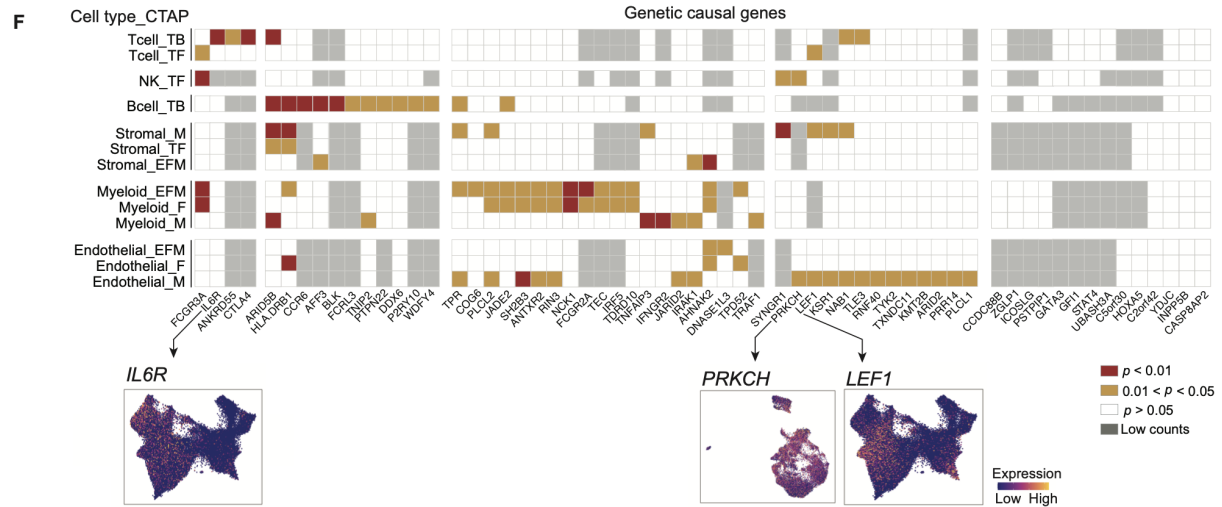 F
Cell type_CTAP
Genetic causal genes
Tcell_TB
Tcell_TF
NK_TF
Bcell_TB
Stromal_M
Stromal_TF
Stromal_EFM
Myeloid_EFM
Myeloid_F
Myeloid_M
Endothelial_EFM
Endothelial_F
Endothelial_M
FCGR3A
IL6R
ANKRD55
CTLA4
ARID5B
HLA.DRB1
CCR6
AFF3
BLK
FCRL3
TNIP2
PTPN22
DDX6
P2RY10
WDFY4
TPR
COG6
PLCL2
JADE2
SH2B3
ANTXR2
RIN3
NCK1
FCGR2A
TEC
CDRE5
TDRD10
TNFAIP3
IFNGR2
JARID2
IRAK1
AHNAK2
DNASE1L3
TPD52
TRAF1
SYNGR1
PRKCH
LEF1
KSR1
NAB1
TLE3
RNF40
TYK2
TXNDC11
KMT2B
ARID2
PRR14
PLCL1
CCDC88B
ZGLP1
ICOSLG
PSTPIP1
GATA3
GFI1
STAT4
UBASH3A
C5orf30
HOXA5
C2orf42
YDJC
INPP5B
CASP8AP2
IL6R
PRKCH
LEF1
p < 0.01
0.01 < p < 0.05
p > 0.05
Low counts
Expression
Low High